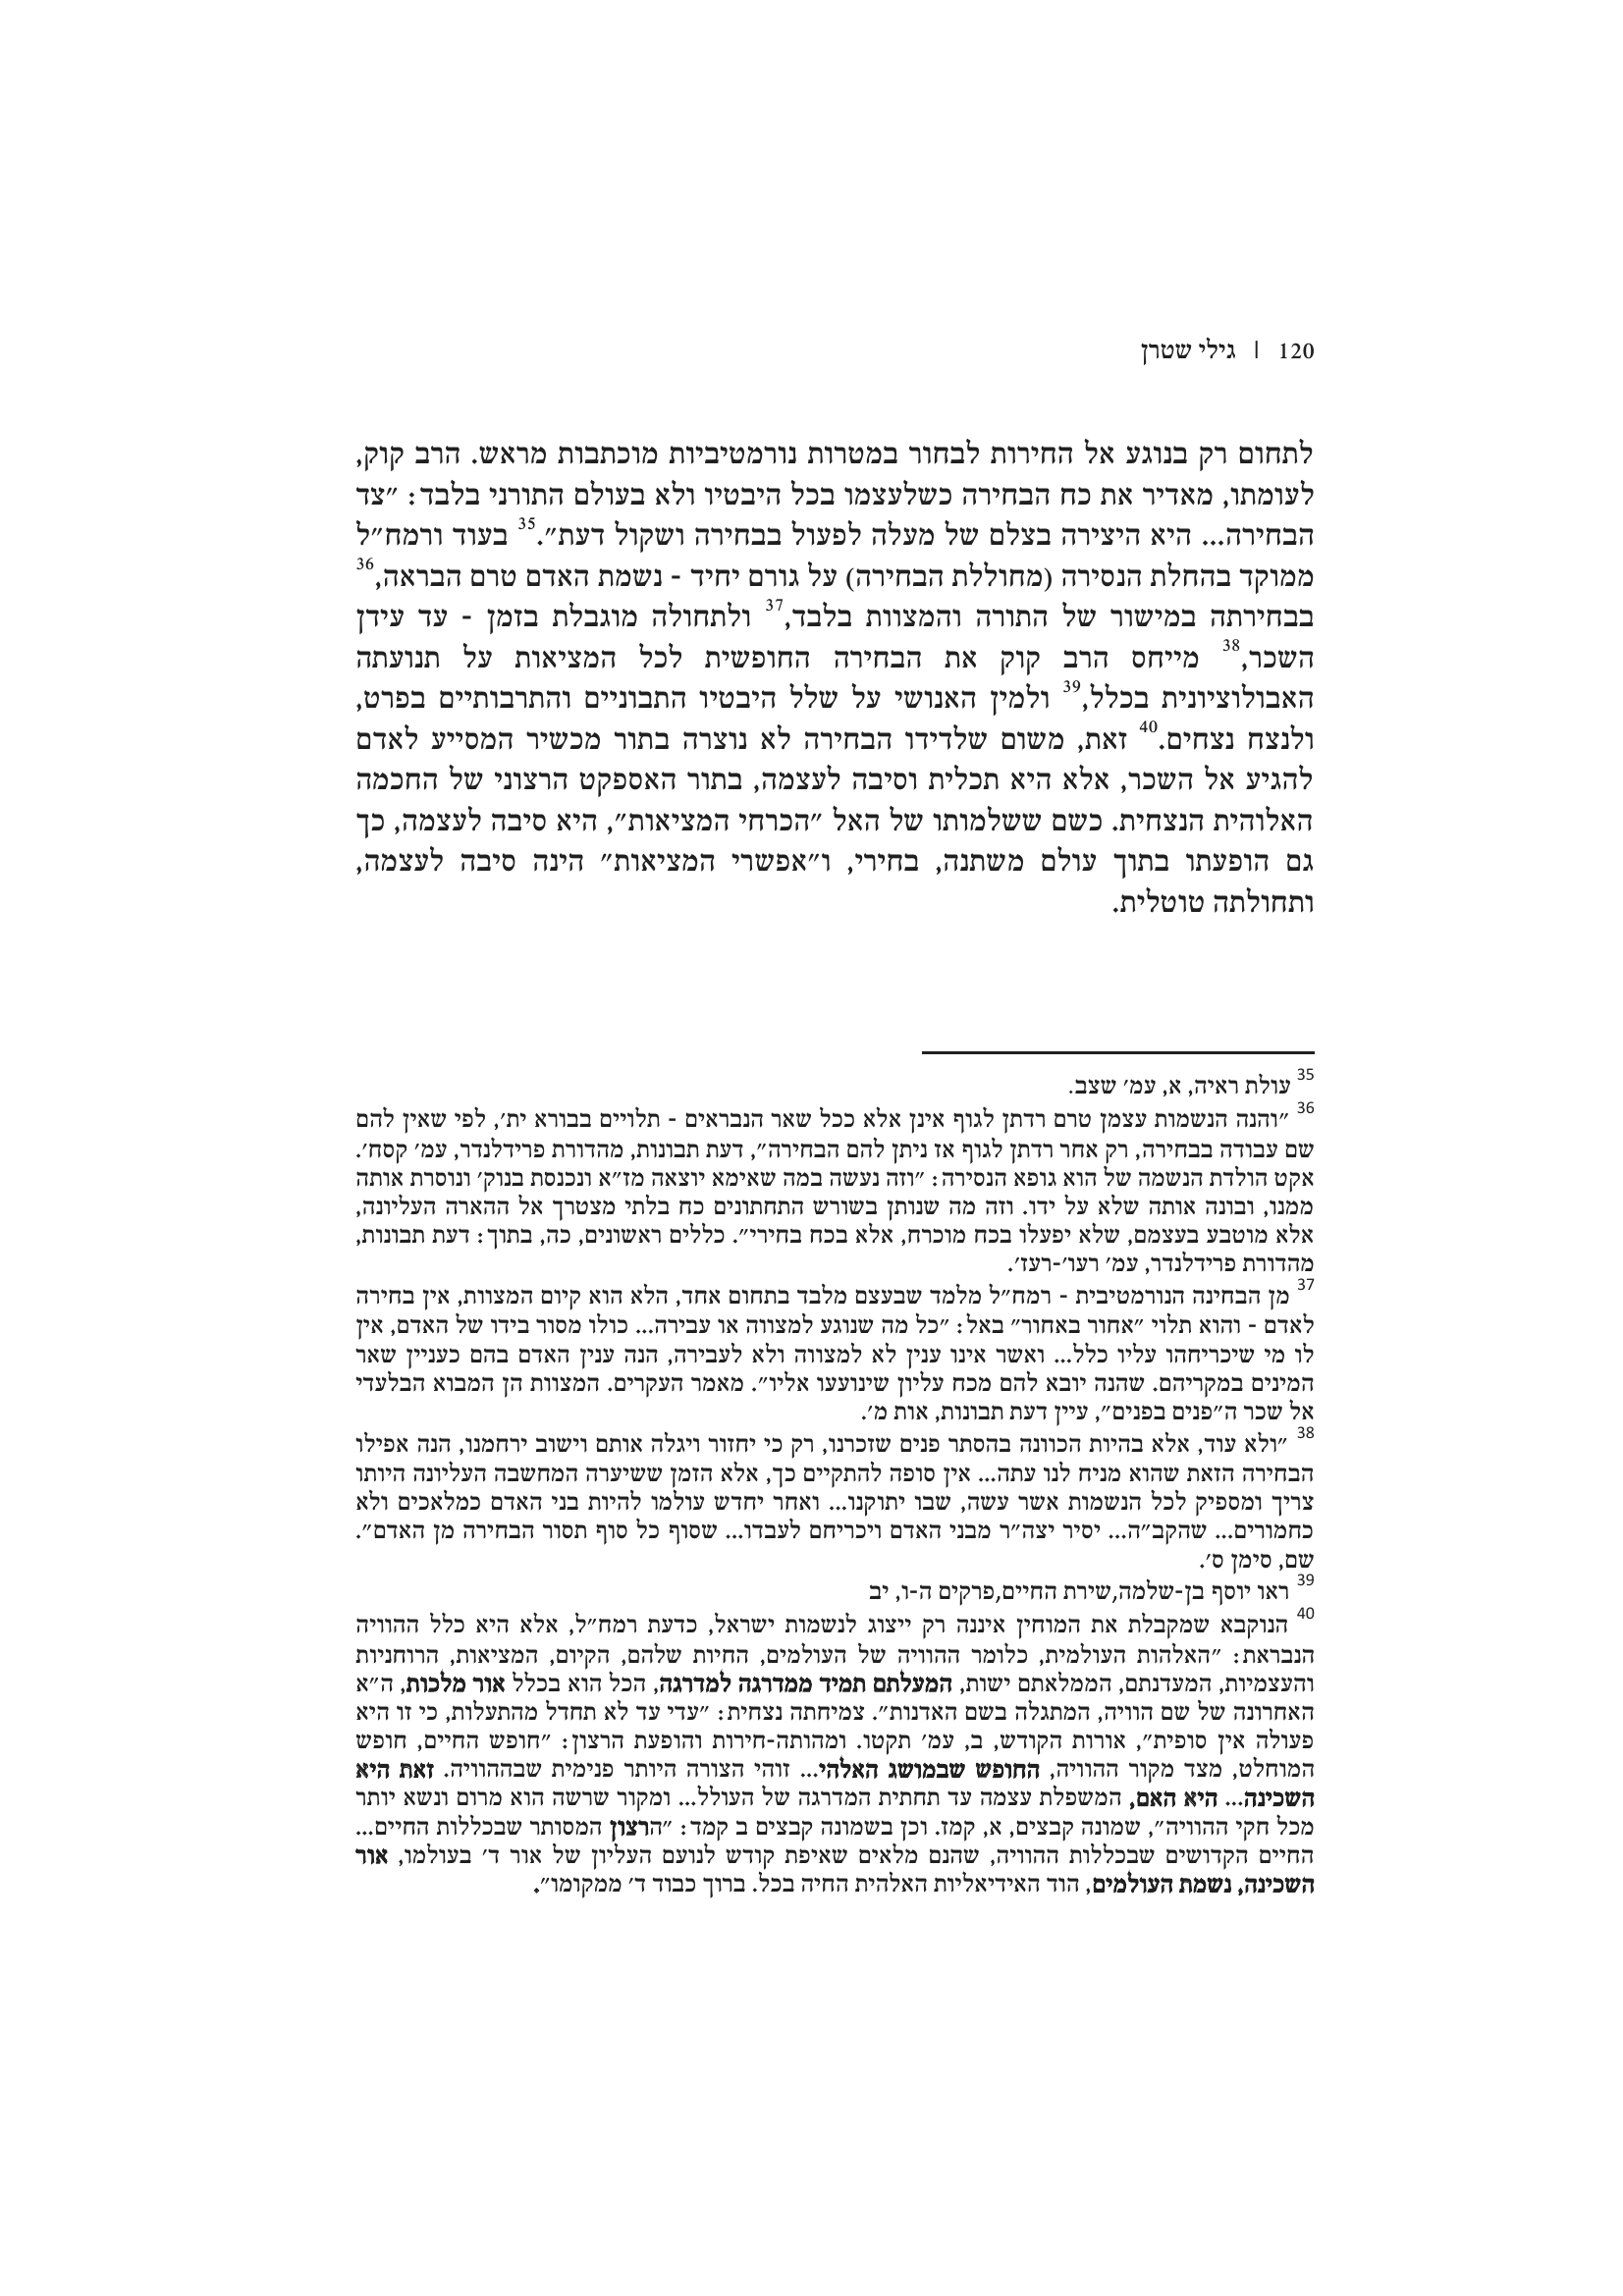 120 | גילי שטרן
לתחום רק בנוגע אל החירות לבחור במטרות נורמטיביות מוכתבות מראש. הרב קוק,
לעומתו, מאדיר את כח הבחירה כשלעצמו בכל היבטיו ולא בעולם התורני בלבד: ״צד
הבחירה... היא היצירה בצלם של מעלה לפעול בבחירה ושקול דעת״.35 בעוד ורמח״ל
ממוקד בהחלת הנסירה (מחוללת הבחירה) על גורם יחיד - נשמת האדם טרם הבראה,36
בבחירתה במישור של התורה והמצוות בלבד,37 ולתחולה מוגבלת בזמן - עד עידן
השכר,38 מייחס הרב קוק את הבחירה החופשית לכל המציאות על תנועתה
האבולוציונית בכלל,39 ולמין האנושי על שלל היבטיו התבוניים והתרבותיים בפרט,
ולנצח נצחים.40 זאת, משום שלדידו הבחירה לא נוצרה בתור מכשיר המסייע לאדם
להגיע אל השכר, אלא היא תכלית וסיבה לעצמה, בתור האספקט הרצוני של החכמה
האלוהית הנצחית. כשם ששלמותו של האל ״הכרחי המציאות״, היא סיבה לעצמה, כך
גם הופעתו בתוך עולם משתנה, בחירי, ו״אפשרי המציאות״ הינה סיבה לעצמה,
ותחולתה טוטלית.
35 עולת ראיה, א, עמ׳ שצב.
36 ״והנה הנשמות עצמן טרם רדתן לגוף אינן אלא ככל שאר הנבראים - תלויים בבורא ית׳, לפי שאין להם
שם עבודה בבחירה, רק אחר רדתן לגוף אז ניתן להם הבחירה״, דעת תבונות, מהדורת פרידלנדר, עמ׳ קסח׳.
אקט הולדת הנשמה של הוא גופא הנסירה: ״וזה נעשה במה שאימא יוצאה מז״א ונכנסת בנוק׳ ונוסרת אותה
ממנו, ובונה אותה שלא על ידו. וזה מה שנותן בשורש התחתונים כח בלתי מצטרך אל ההארה העליונה,
אלא מוטבע בעצמם, שלא יפעלו בכח מוכרח, אלא בכח בחירי״. כללים ראשונים, כה, בתוך: דעת תבונות,
מהדורת פרידלנדר, עמ׳ רעו׳-רעז׳.
37 מן הבחינה הנורמטיבית - רמח״ל מלמד שבעצם מלבד בתחום אחד, הלא הוא קיום המצוות, אין בחירה
לאדם - והוא תלוי ״אחור באחור״ באל: ״כל מה שנוגע למצווה או עבירה... כולו מסור בידו של האדם, אין
לו מי שיכריחהו עליו כלל... ואשר אינו ענין לא למצווה ולא לעבירה, הנה ענין האדם בהם כעניין שאר
המינים במקריהם. שהנה יובא להם מכח עליון שינועעו אליו״. מאמר העקרים. המצוות הן המבוא הבלעדי
אל שכר ה״פנים בפנים״, עיין דעת תבונות, אות מ׳.
38 ״ולא עוד, אלא בהיות הכוונה בהסתר פנים שזכרנו, רק כי יחזור ויגלה אותם וישוב ירחמנו, הנה אפילו
הבחירה הזאת שהוא מניח לנו עתה... אין סופה להתקיים כך, אלא הזמן ששיערה המחשבה העליונה היותו
צריך ומספיק לכל הנשמות אשר עשה, שבו יתוקנו... ואחר יחדש עולמו להיות בני האדם כמלאכים ולא
כחמורים... שהקב״ה... יסיר יצה״ר מבני האדם ויכריחם לעבדו... שסוף כל סוף תסור הבחירה מן האדם״.
שם, סימן ס׳.
39 ראו יוסף בן-שלמה,שירת החיים,פרקים ה-ו, יב
40 הנוקבא שמקבלת את המוחין איננה רק ייצוג לנשמות ישראל, כדעת רמח״ל, אלא היא כלל ההוויה
הנבראת: ״האלהות העולמית, כלומר ההוויה של העולמים, החיות שלהם, הקיום, המציאות, הרוחניות
והעצמיות, המעדנתם, הממלאתם ישות, המעלתם תמיד ממדרגה למדרגה, הכל הוא בכלל אור מלכות, ה״א
האחרונה של שם הוויה, המתגלה בשם האדנות״. צמיחתה נצחית: ״עדי עד לא תחדל מהתעלות, כי זו היא
פעולה אין סופית״, אורות הקודש, ב, עמ׳ תקטו. ומהותה-חירות והופעת הרצון: ״חופש החיים, חופש
המוחלט, מצד מקור ההוויה, החופש שבמושג האלהי... זוהי הצורה היותר פנימית שבההוויה. זאת היא
השכינה... היא האם, המשפלת עצמה עד תחתית המדרגה של העולל... ומקור שרשה הוא מרום ונשא יותר
מכל חקי ההוויה״, שמונה קבצים, א, קמז. וכן בשמונה קבצים ב קמד: ״הרצון המסותר שבכללות החיים...
החיים הקדושים שבכללות ההוויה, שהנם מלאים שאיפת קודש לנועם העליון של אור ד׳ בעולמו, אור
השכינה, נשמת העולמים, הוד האידיאליות האלהית החיה בכל. ברוך כבוד ד׳ ממקומו״.